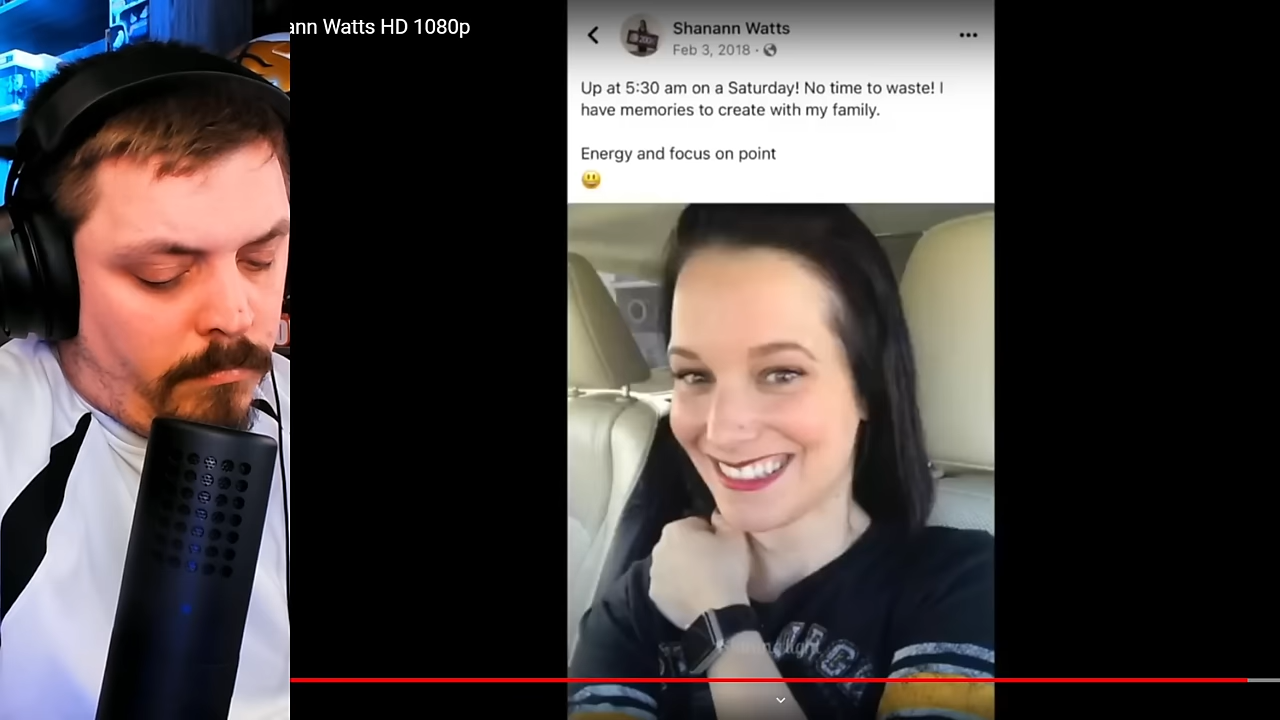 ann Watts HD 1080p
Shanann Watts
Feb 3, 2018 ·
Up at 5:30 am on a Saturday! No time to waste! I
have memories to create with my family.
Energy and focus on point